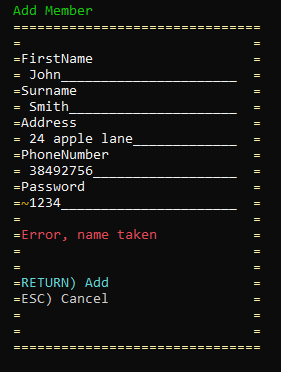 Add Member
===============================
=                             =
=FirstName                    =
= John______________________  =
=Surname                      =
= Smith_____________________  =
=Address                      =
= 24 apple lane_____________  =
=PhoneNumber                  =
= 38492756__________________  =
=Password                     =
=~1234______________________  =
=                             =
=Error, name taken            =
=                             =
=                             =
=RETURN) Add                  =
=ESC) Cancel                  =
=                             =
=                             =
===============================